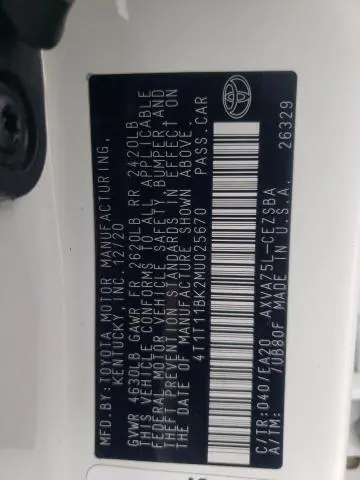 MFD.BY:TOYOTA MOTOR MANUFACTURING,
KENTUCKY, INC. 12/20
GVWR 4630LB GAWR FR 2620LB RR 2420LB
THIS VEHICLE CONFORMS TO ALL APPLICABLE
FEDERAL MOTOR VEHICLE SAFETY, BUMPER, AND
THEFT PREVENTION STANDARDS IN EFFECT ON
THE DATE OF MANUFACTURE SHOWN ABOVE.
4T1T11BK2MU025670 PASS.CAR
C/TR:040/EA20 AXVA75L-CEZSBA
A/TM: /UB80F MADE IN U.S.A.
26329